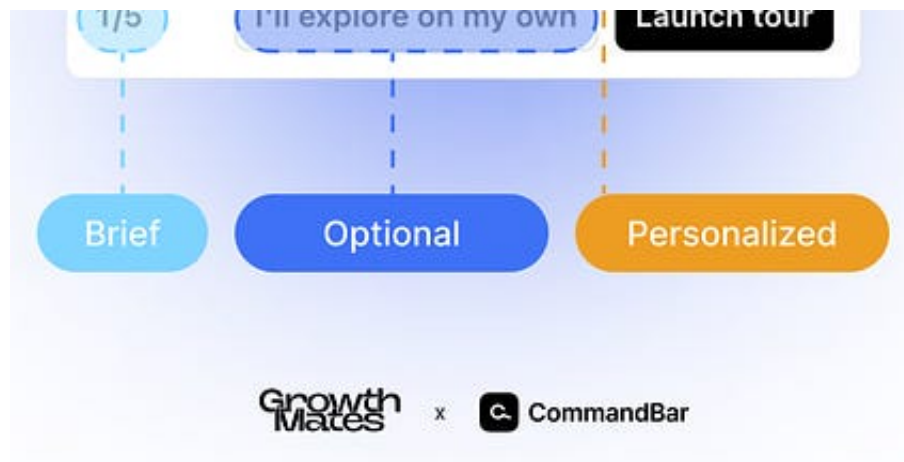 1/5 I'll explore on my own Launch tour
Brief Optional Personalized
Growth
Mates x CommandBar